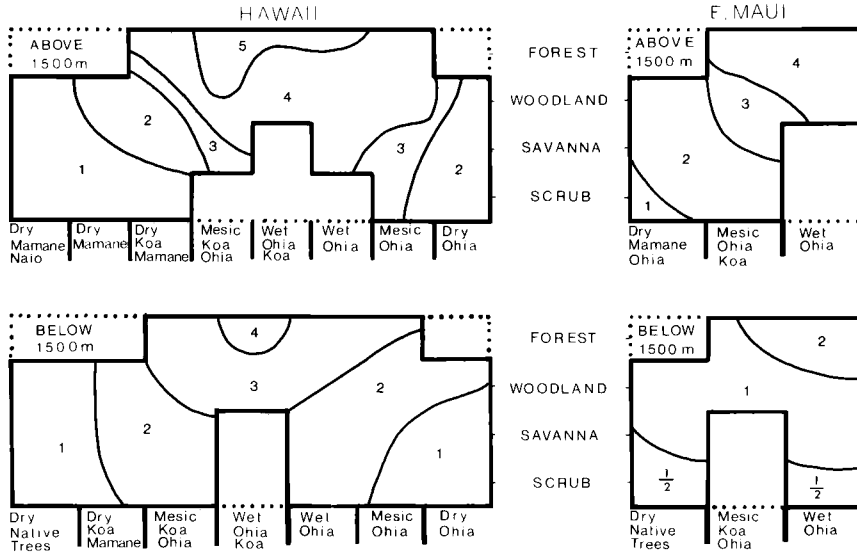 HAWAII
E. MAUI
ABOVE
1500m
5
4
3
2
1
3
2
FOREST
WOODLAND
SAVANNA
SCRUB
ABOVE
1500m
4
3
2
1
Dry
Mamane
Naio
Dry
Mamane
Dry
Koa
Mamane
Mesic
Koa
Ohia
Wet
Ohia
Koa
Wet
Ohia
Mesic
Ohia
Dry
Ohia
Dry
Mamane
Ohia
Mesic
Ohia
Koa
Wet
Ohia
BELOW
1500m
4
3
2
1
2
1
FOREST
WOODLAND
SAVANNA
SCRUB
BELOW
1500m
2
1
1/2
1/2
Dry
Native
Trees
Dry
Koa
Mamane
Mesic
Koa
Ohia
Wet
Ohia
Koa
Wet
Ohia
Mesic
Ohia
Dry
Ohia
Dry
Native
Trees
Mesic
Koa
Ohia
Wet
Ohia